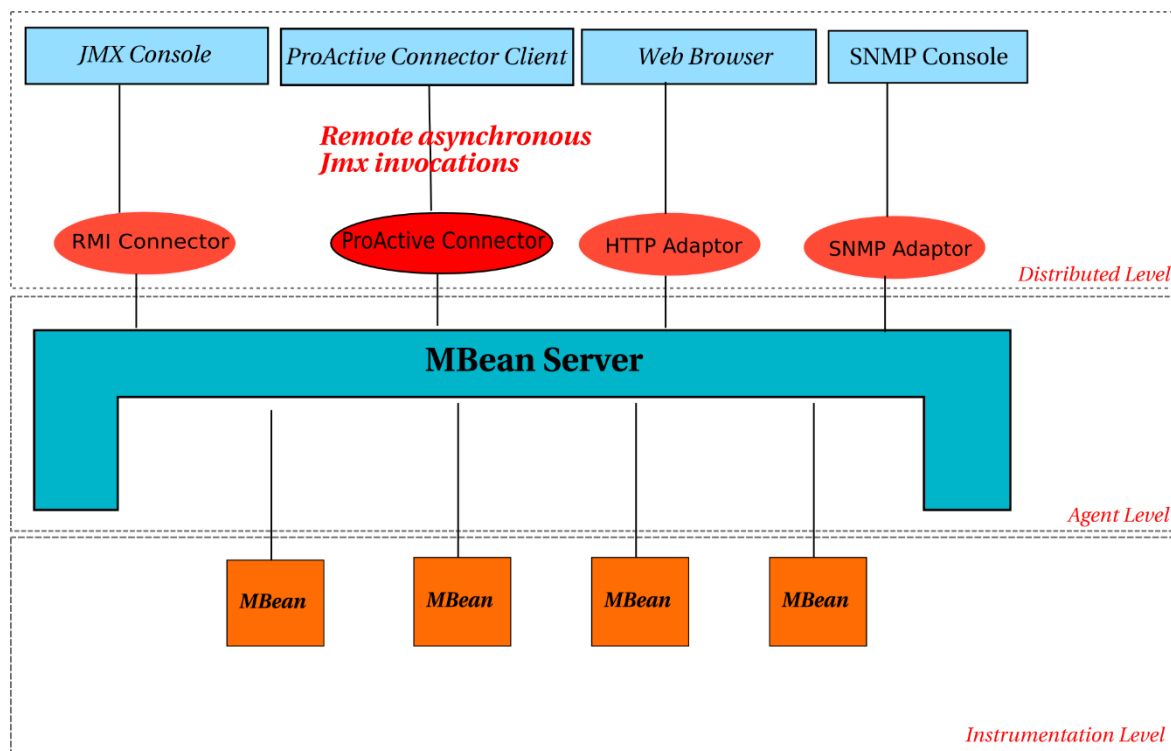 JMX Console
ProActive Connector Client
Web Browser
SNMP Console
Remote asynchronous
Jmx invocations
RMI Connector
ProActive Connector
HTTP Adaptor
SNMP Adaptor
Distributed Level
MBean Server
Agent Level
MBean
MBean
MBean
MBean
Instrumentation Level